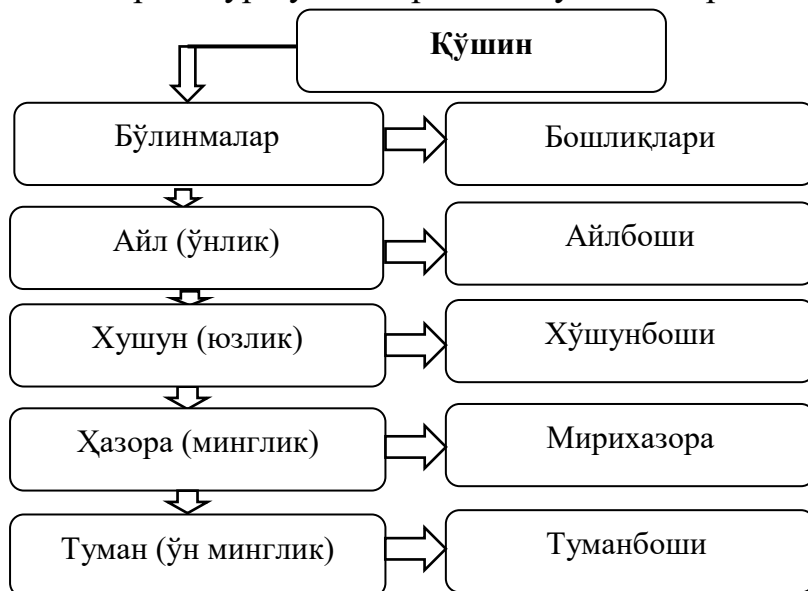 Қўшин
Бўлинмалар
Бошлиқлари
Айл (ўнлик)
Айлбоши
Хушун (юзлик)
Хўшунбоши
Ҳазора (минглик)
Мирихазора
Туман (ўн минглик)
Туманбоши